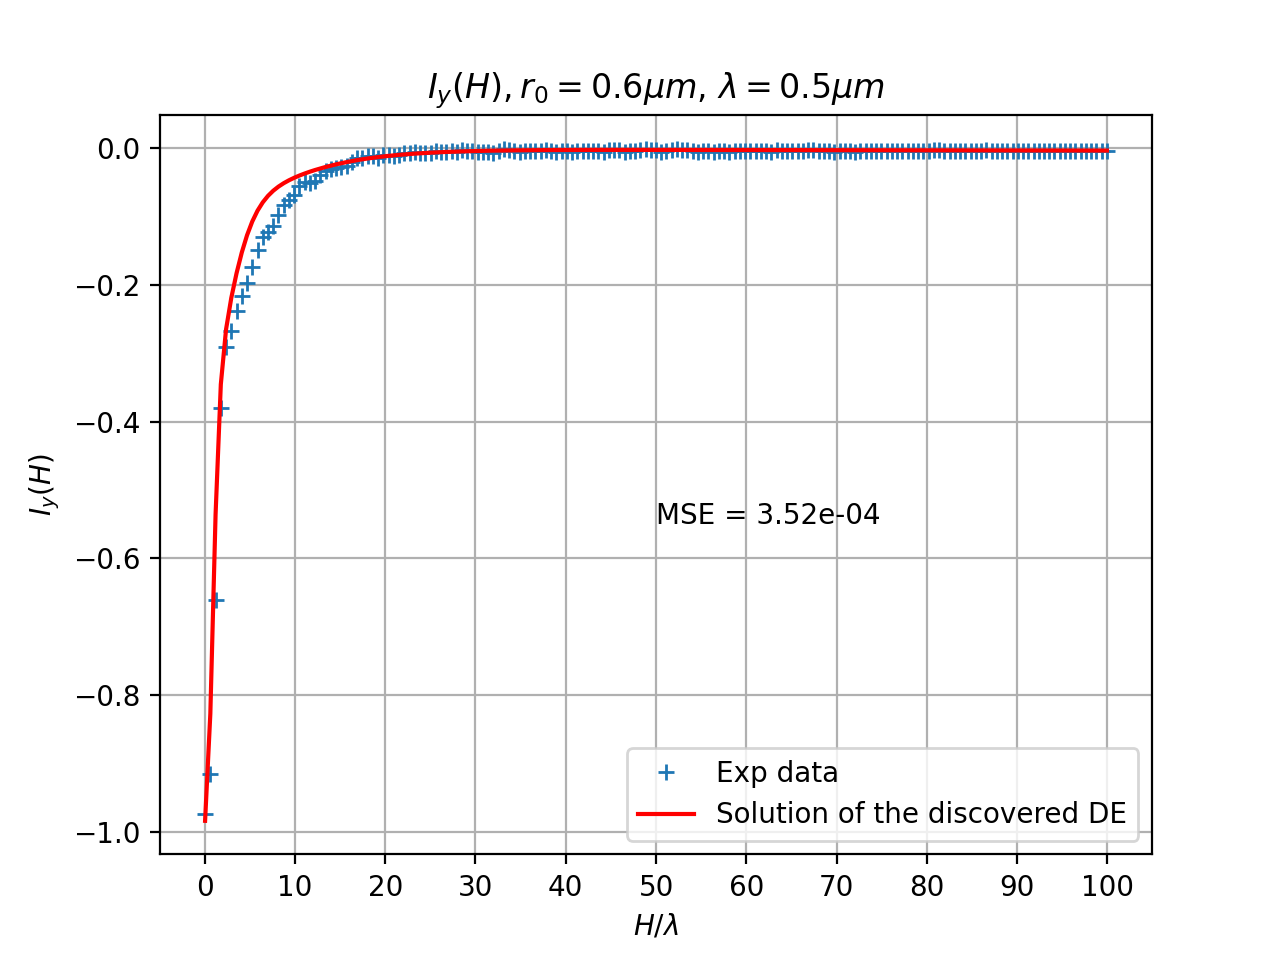 I_y(H), r_0 = 0.6μm, λ = 0.5μm
I_y(H)
0.0
−0.2
−0.4
−0.6
−0.8
−1.0
MSE = 3.52e-04
Exp data
Solution of the discovered DE
0 10 20 30 40 50 60 70 80 90 100
H/λ